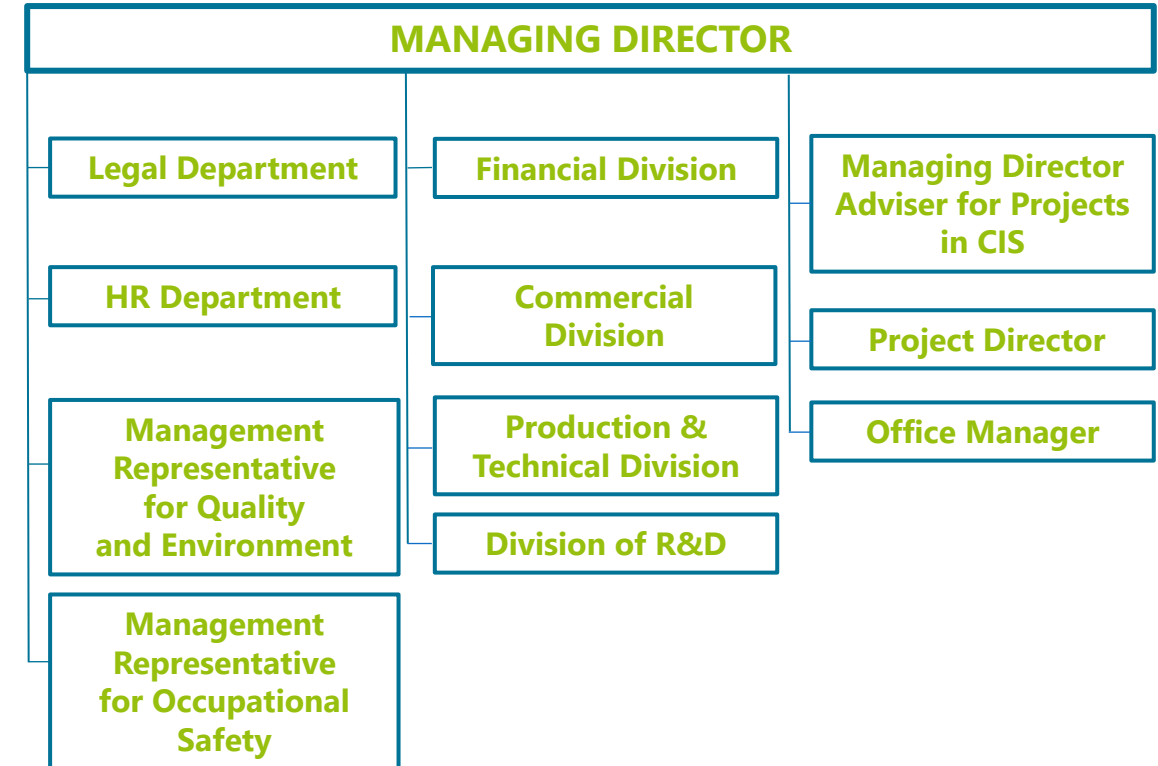 MANAGING DIRECTOR
Legal Department
HR Department
Management
Representative
for Quality
and Environment
Management
Representative
for Occupational
Safety
Financial Division
Commercial
Division
Production &
Technical Division
Division of R&D
Managing Director
Adviser for Projects
in CIS
Project Director
Office Manager